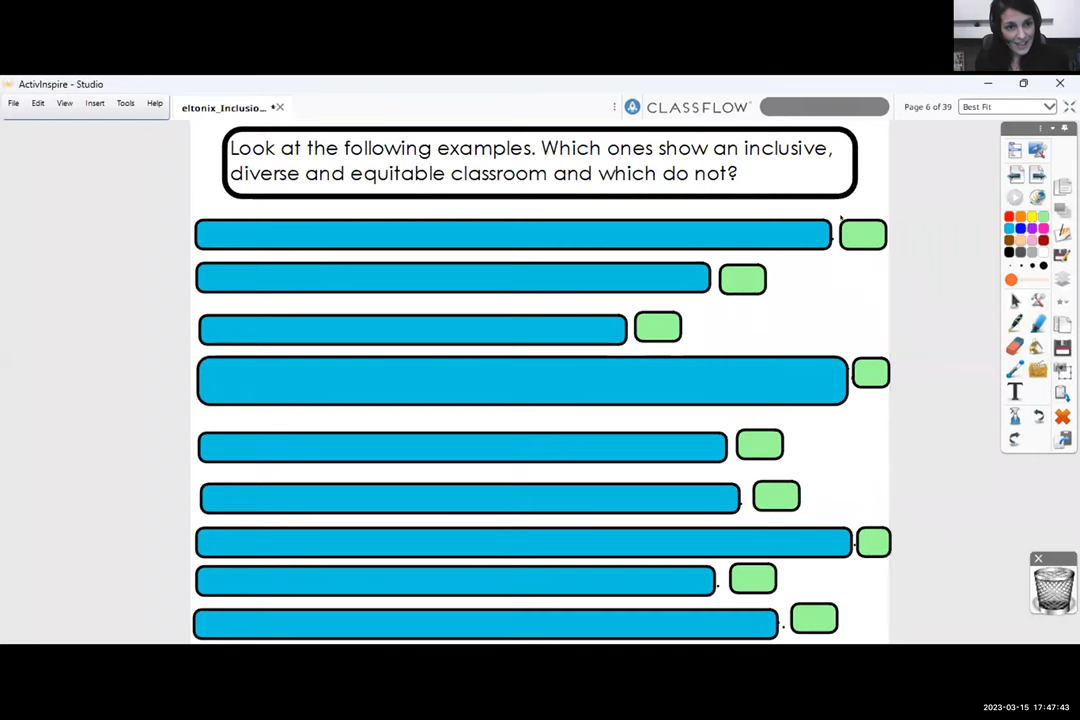 ActivInspire - Studio
File Edit View Insert Tools Help
eltonix_Inclusio... *
CLASSFLOW
Page 6 of 39
Best Fit
Look at the following examples. Which ones show an inclusive,
diverse and equitable classroom and which do not?
T
2023-03-15 17:47:43